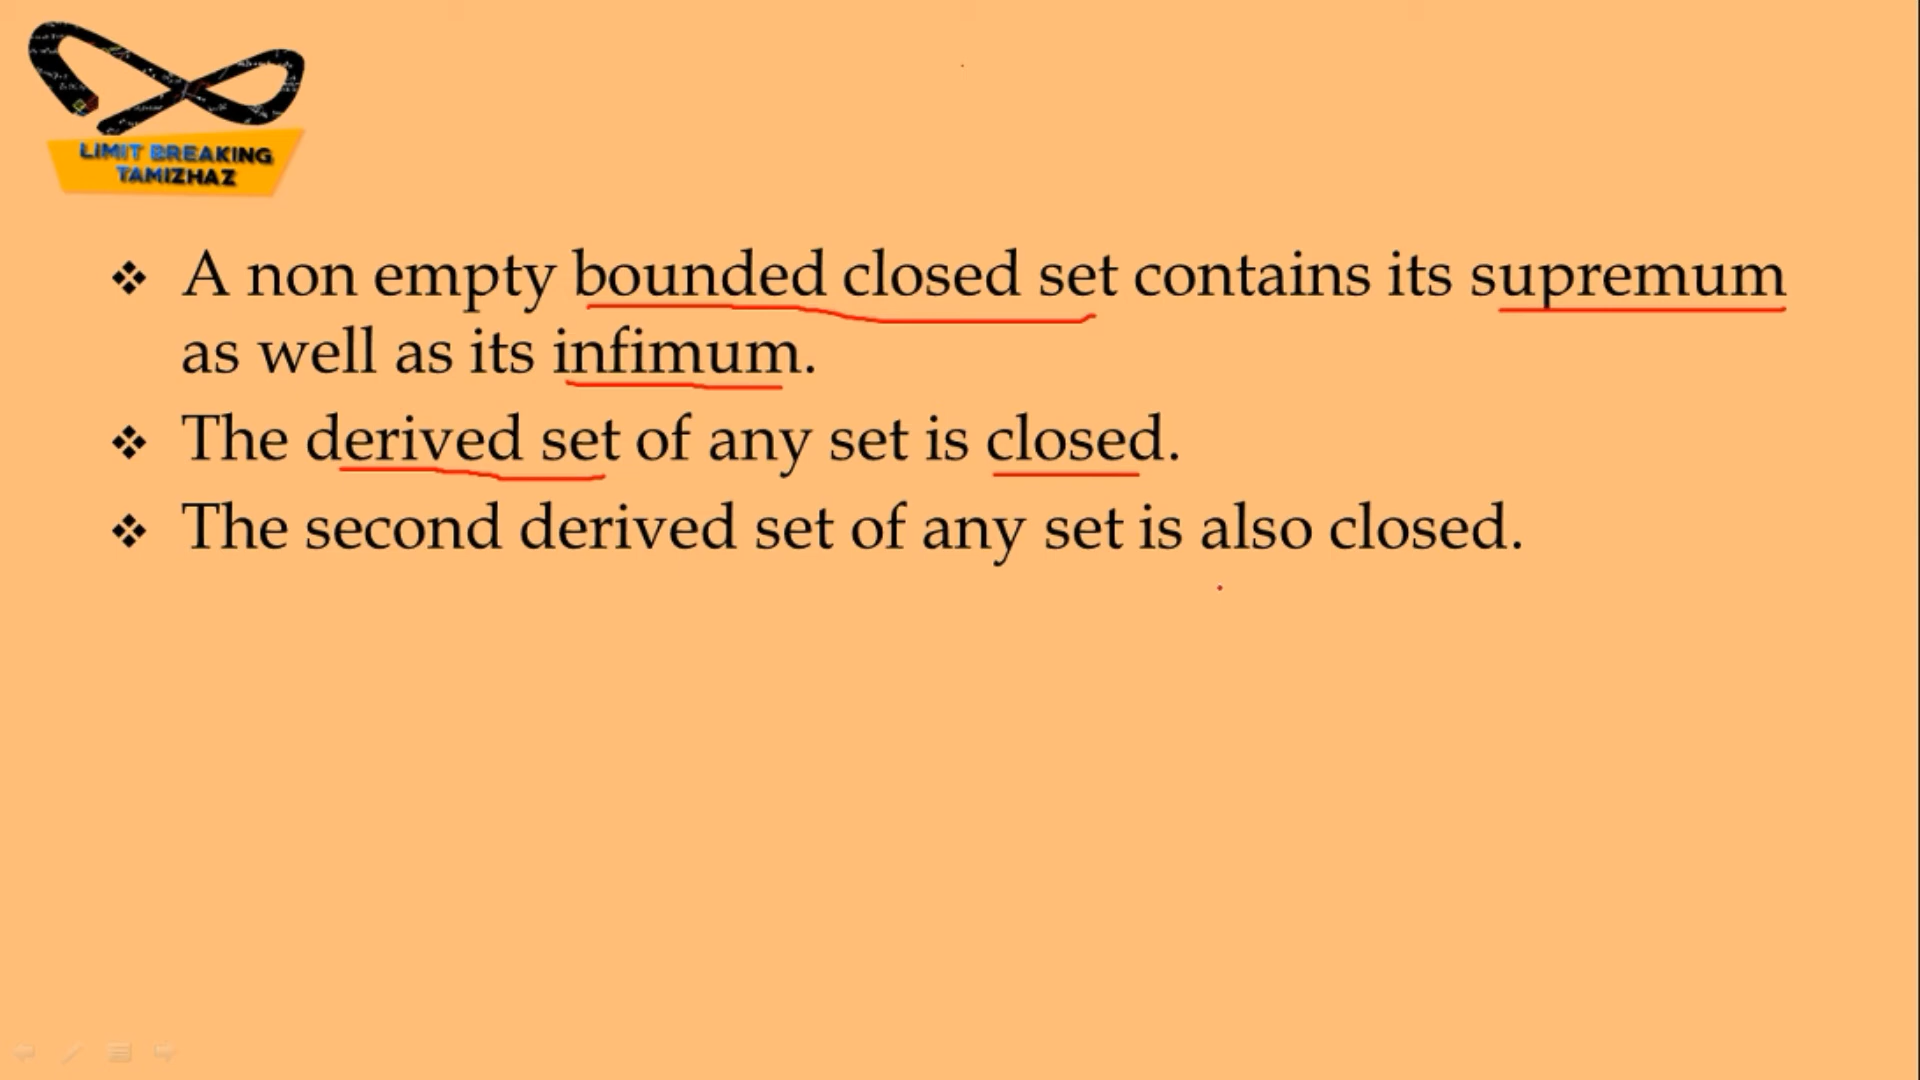 LIMIT BREAKING
TAMIZHAZ
❖ A non empty bounded closed set contains its supremum
as well as its infimum.
❖ The derived set of any set is closed.
❖ The second derived set of any set is also closed.